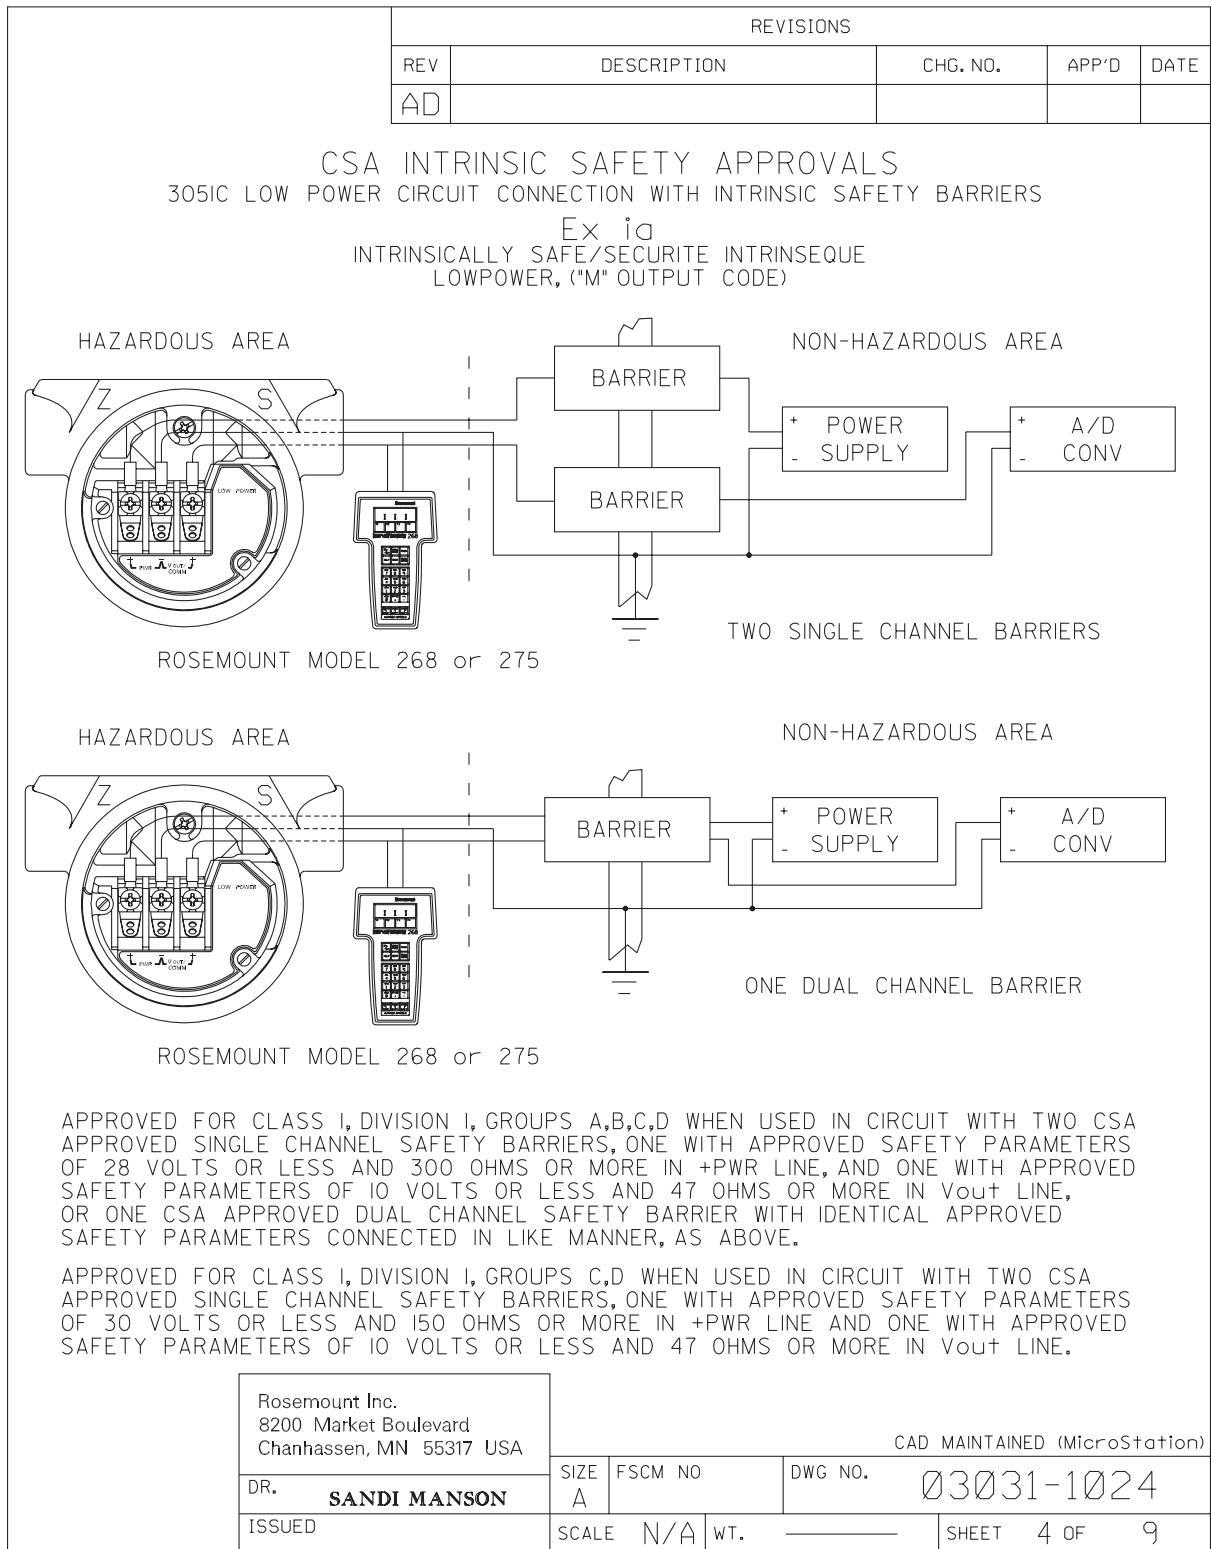 REVISIONS
REV DESCRIPTION CHG. NO. APP'D DATE
AD
CSA INTRINSIC SAFETY APPROVALS
3051C LOW POWER CIRCUIT CONNECTION WITH INTRINSIC SAFETY BARRIERS
Ex ia
INTRINSICALLY SAFE/SECURITE INTRINSEQUE
LOWPOWER, ("M" OUTPUT CODE)
HAZARDOUS AREA
NON-HAZARDOUS AREA
BARRIER
Z S
+ POWER
- SUPPLY
+ A/D
- CONV
LOW POWER
BARRIER
Rosemount
268
PWR Vout/
COMM
TWO SINGLE CHANNEL BARRIERS
ROSEMOUNT MODEL 268 or 275
HAZARDOUS AREA
NON-HAZARDOUS AREA
Z S
BARRIER
+ POWER
- SUPPLY
+ A/D
- CONV
LOW POWER
Rosemount
268
PWR Vout/
COMM
ONE DUAL CHANNEL BARRIER
ROSEMOUNT MODEL 268 or 275
APPROVED FOR CLASS I, DIVISION I, GROUPS A,B,C,D WHEN USED IN CIRCUIT WITH TWO CSA
APPROVED SINGLE CHANNEL SAFETY BARRIERS, ONE WITH APPROVED SAFETY PARAMETERS
OF 28 VOLTS OR LESS AND 300 OHMS OR MORE IN +PWR LINE, AND ONE WITH APPROVED
SAFETY PARAMETERS OF 10 VOLTS OR LESS AND 47 OHMS OR MORE IN Vout LINE,
OR ONE CSA APPROVED DUAL CHANNEL SAFETY BARRIER WITH IDENTICAL APPROVED
SAFETY PARAMETERS CONNECTED IN LIKE MANNER, AS ABOVE.
APPROVED FOR CLASS I, DIVISION I, GROUPS C,D WHEN USED IN CIRCUIT WITH TWO CSA
APPROVED SINGLE CHANNEL SAFETY BARRIERS, ONE WITH APPROVED SAFETY PARAMETERS
OF 30 VOLTS OR LESS AND 150 OHMS OR MORE IN +PWR LINE AND ONE WITH APPROVED
SAFETY PARAMETERS OF 10 VOLTS OR LESS AND 47 OHMS OR MORE IN Vout LINE.
Rosemount Inc.
8200 Market Boulevard
Chanhassen, MN 55317 USA
CAD MAINTAINED (MicroStation)
DR. SANDI MANSON
SIZE A FSCM NO DWG NO. 03031-1024
ISSUED
SCALE N/A WT. SHEET 4 OF 9